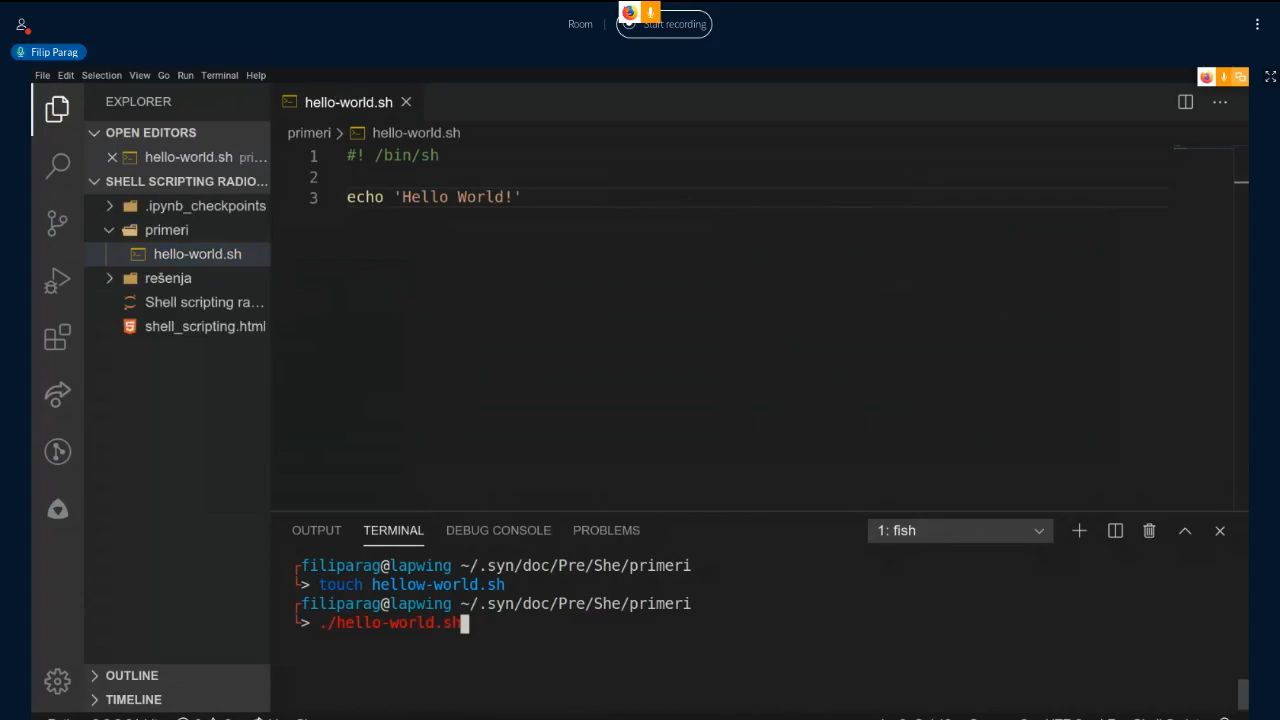 Room
Start recording
Filip Parag
File Edit Selection View Go Run Terminal Help
EXPLORER
hello-world.sh
OPEN EDITORS
primeri > hello-world.sh
hello-world.sh pri...
1 #! /bin/sh
SHELL SCRIPTING RADIO...
2
.ipynb_checkpoints
3 echo 'Hello World!'
primeri
hello-world.sh
rešenja
Shell scripting ra...
shell_scripting.html
OUTPUT TERMINAL DEBUG CONSOLE PROBLEMS 1: fish
filiparag@lapwing ~/.syn/doc/Pre/She/primeri
> touch hellow-world.sh
filiparag@lapwing ~/.syn/doc/Pre/She/primeri
> ./hello-world.sh
OUTLINE
TIMELINE